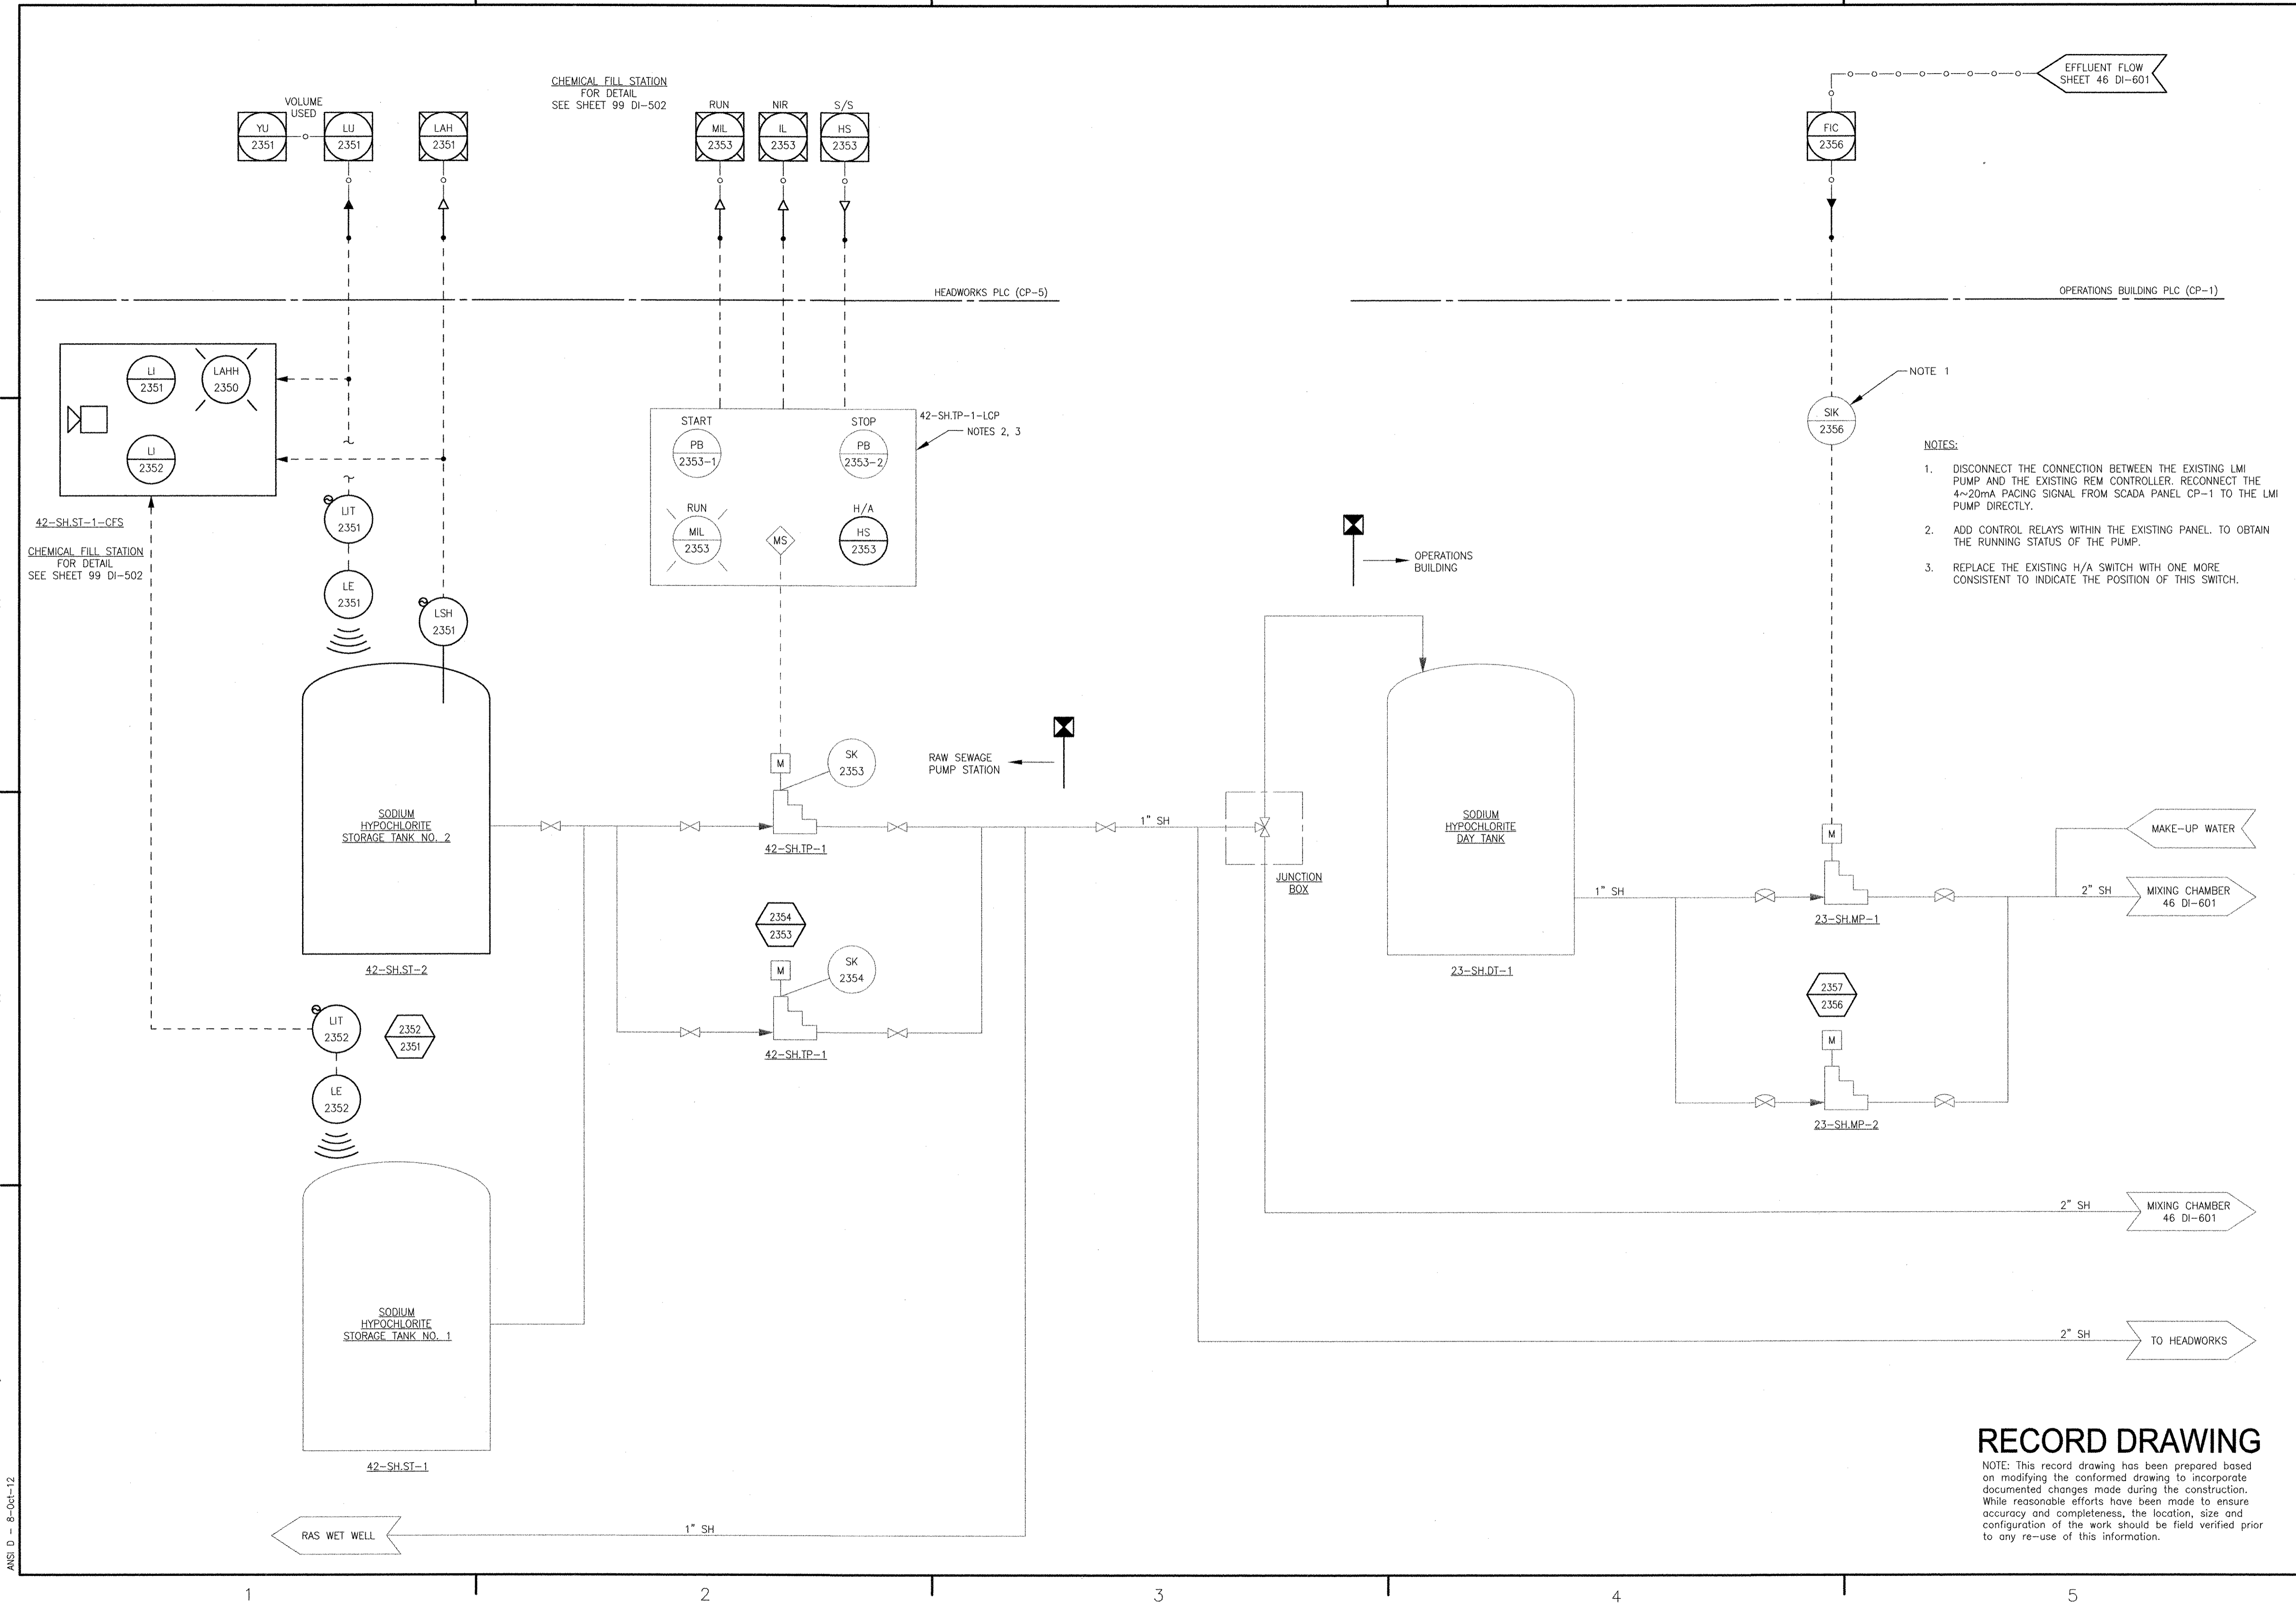 CHEMICAL FILL STATION
FOR DETAIL
SEE SHEET 99 DI-502
EFFLUENT FLOW
SHEET 46 DI-601
VOLUME
USED
RUN
NIR
S/S
YU
2351
LIJ
2351
LAH
2351
MIL
2353
IL
2353
HS
2353
FIC
2356
HEADWORKS PLC (CP-5)
OPERATIONS BUILDING PLC (CP-1)
LI
2351
LAHH
2350
LI
2352
42-SH.ST-1-CFS
CHEMICAL FILL STATION
FOR DETAIL
SEE SHEET 99 DI-502
LIT
2351
LE
2351
LSH
2351
42-SH.TP-1-LCP
NOTES 2, 3
START
PB
2353-1
STOP
PB
2353-2
RUN
MIL
2353
MS
H/A
HS
2353
NOTE 1
SIK
2356
NOTES:
1. DISCONNECT THE CONNECTION BETWEEN THE EXISTING LMI
PUMP AND THE EXISTING REM CONTROLLER. RECONNECT THE
4~20mA PACING SIGNAL FROM SCADA PANEL CP-1 TO THE LMI
PUMP DIRECTLY.
2. ADD CONTROL RELAYS WITHIN THE EXISTING PANEL. TO OBTAIN
THE RUNNING STATUS OF THE PUMP.
3. REPLACE THE EXISTING H/A SWITCH WITH ONE MORE
CONSISTENT TO INDICATE THE POSITION OF THIS SWITCH.
OPERATIONS
BUILDING
RAW SEWAGE
PUMP STATION
SODIUM
HYPOCHLORITE
STORAGE TANK NO. 2
42-SH.ST-2
M
SK
2353
42-SH.TP-1
2354
2353
M
SK
2354
42-SH.TP-1
1" SH
JUNCTION
BOX
SODIUM
HYPOCHLORITE
DAY TANK
23-SH.DT-1
1" SH
M
23-SH.MP-1
2357
2356
M
23-SH.MP-2
MAKE-UP WATER
2" SH
MIXING CHAMBER
46 DI-601
LIT
2352
2352
2351
LE
2352
SODIUM
HYPOCHLORITE
STORAGE TANK NO. 1
42-SH.ST-1
2" SH
MIXING CHAMBER
46 DI-601
2" SH
TO HEADWORKS
RAS WET WELL
1" SH
RECORD DRAWING
NOTE: This record drawing has been prepared based
on modifying the conformed drawing to incorporate
documented changes made during the construction.
While reasonable efforts have been made to ensure
accuracy and completeness, the location, size and
configuration of the work should be field verified prior
to any re-use of this information.
ANSI D - 8-Oct-12
1
2
3
4
5